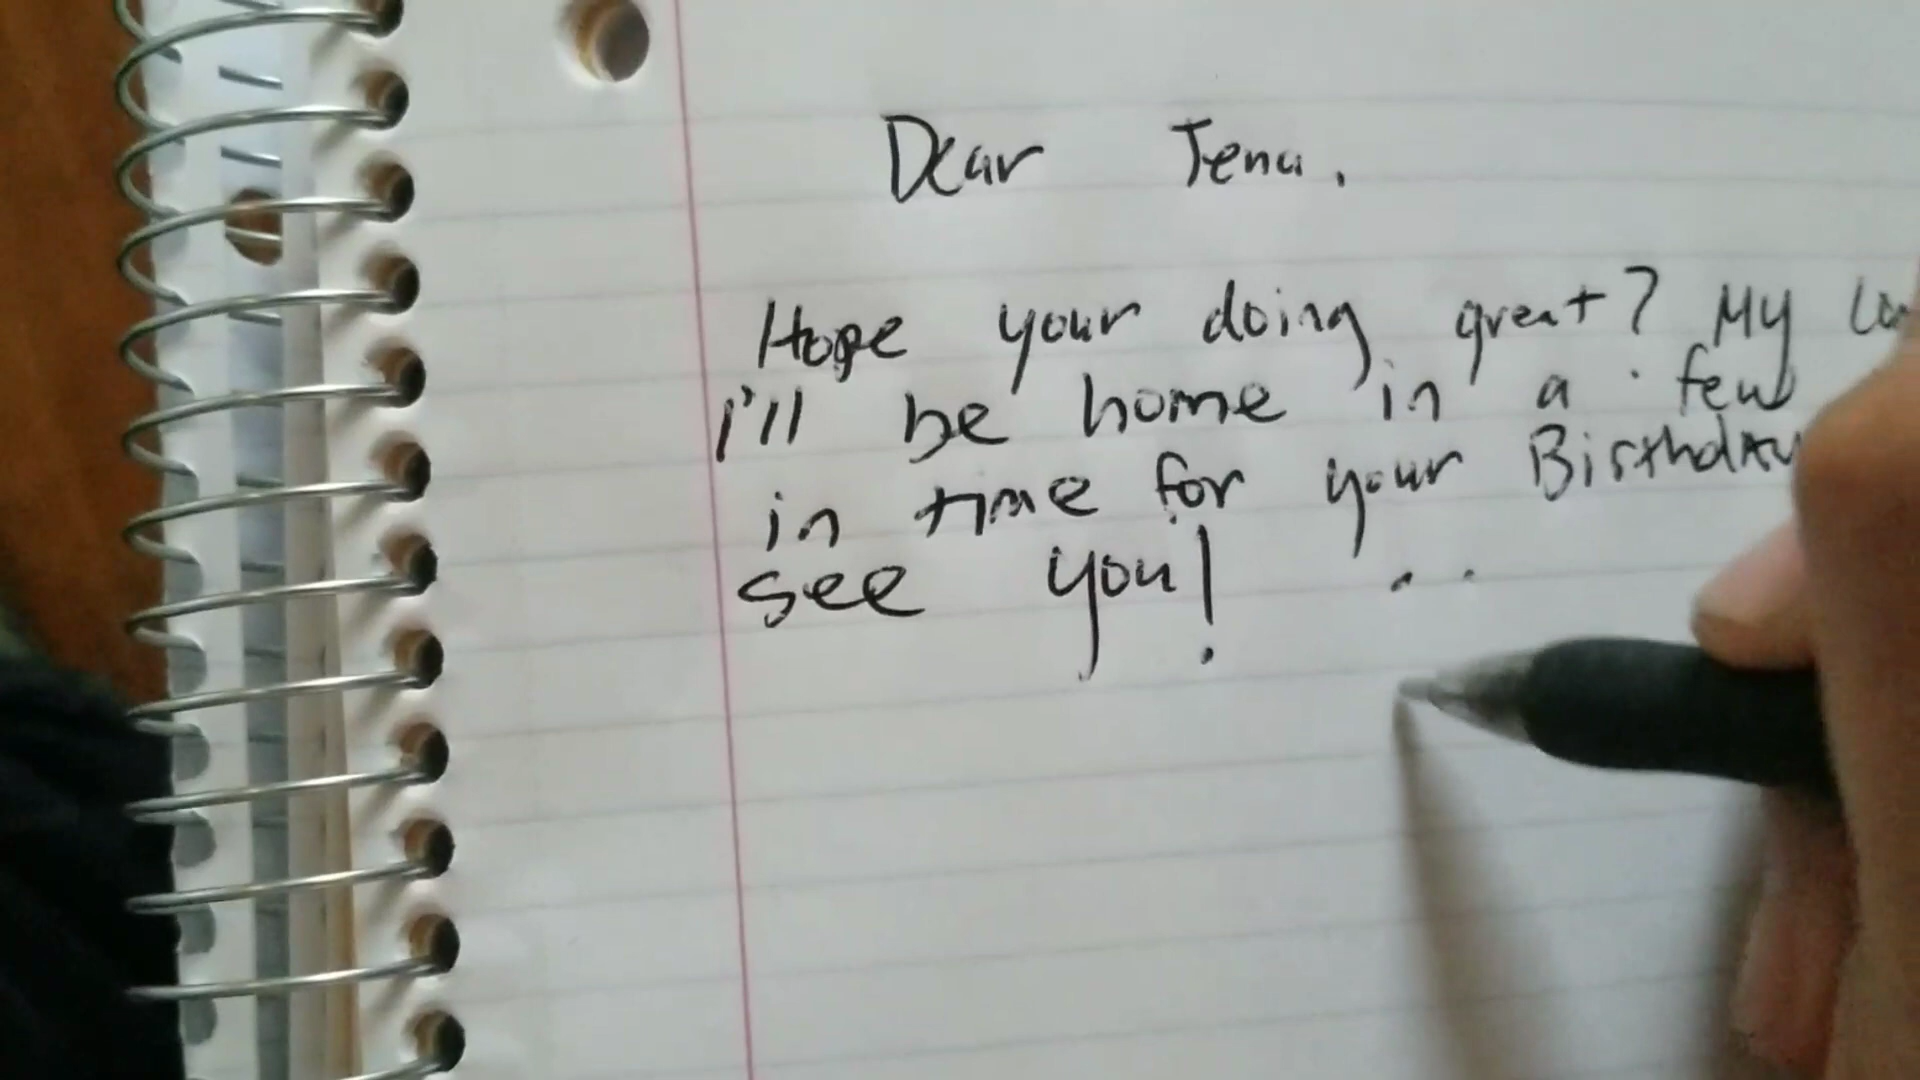 Dear Jena.
Hope your doing great? My
I'll be home in a few
in time for your Birthday
see you!